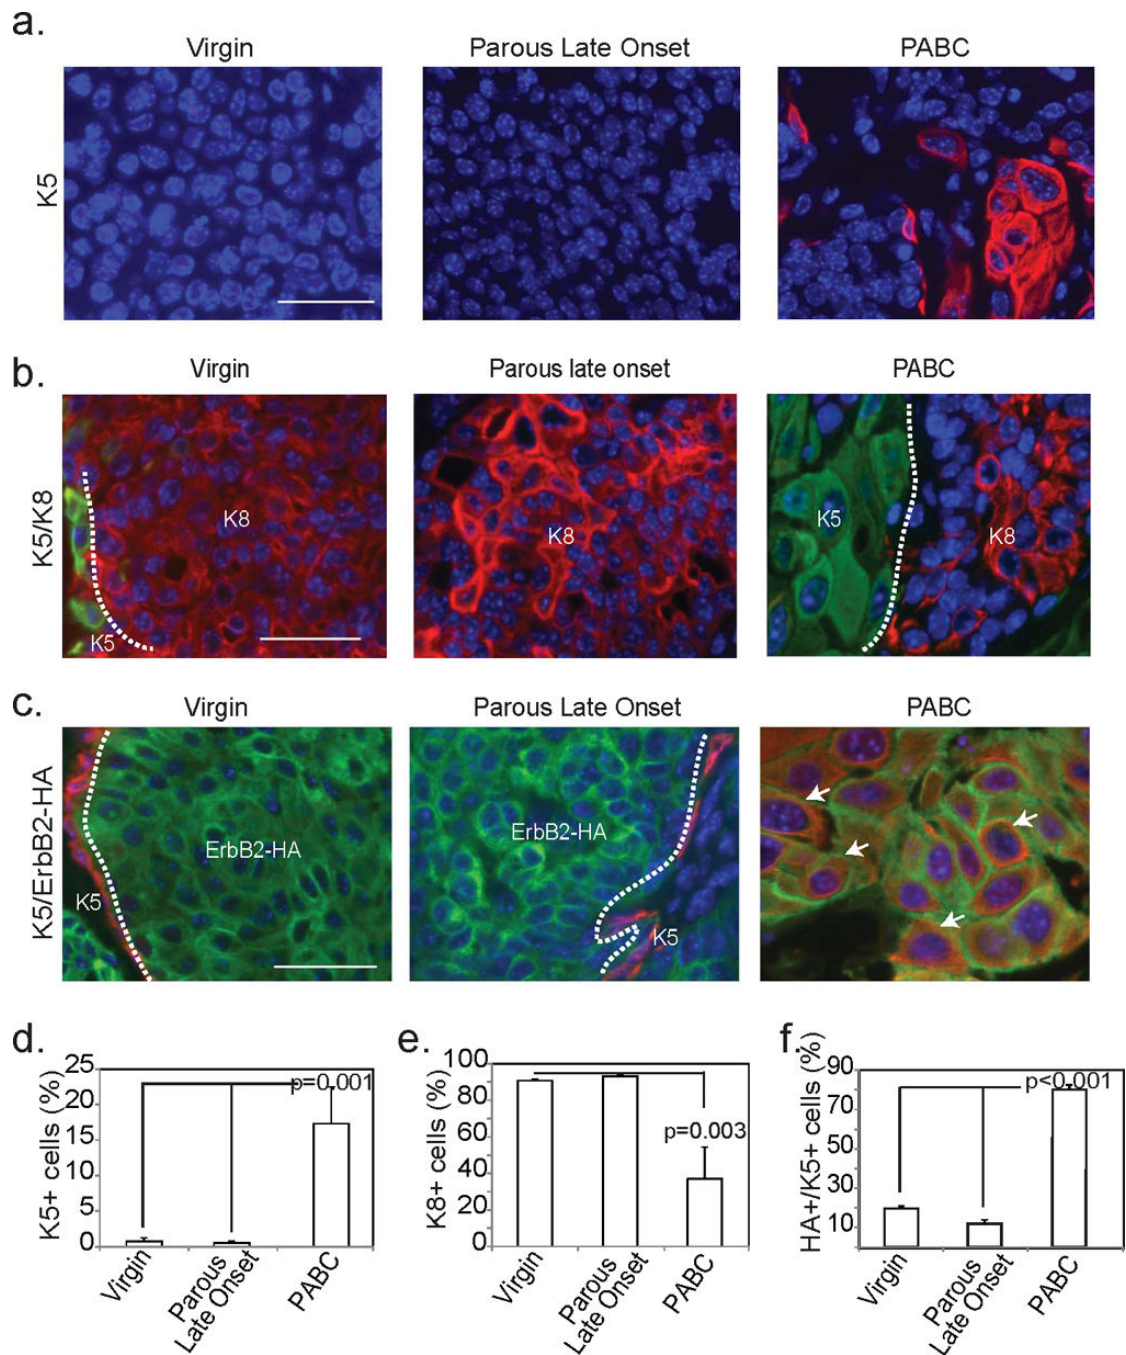 a.
Virgin
Parous Late Onset
PABC
K5
b.
Virgin
Parous late onset
PABC
K5/K8
K8
K5
K8
K5
K8
c.
Virgin
Parous Late Onset
PABC
K5/ErbB2-HA
ErbB2-HA
K5
ErbB2-HA
K5
d.
K5+ cells (%)
25
20
15
10
5
0
p=0.001
Virgin
Parous
Late Onset
PABC
e.
K8+ cells (%)
100
80
60
40
20
0
p=0.003
Virgin
Parous
Late Onset
PABC
f.
HA+/K5+ cells (%)
90
70
50
30
10
p<0.001
Virgin
Parous
Late Onset
PABC